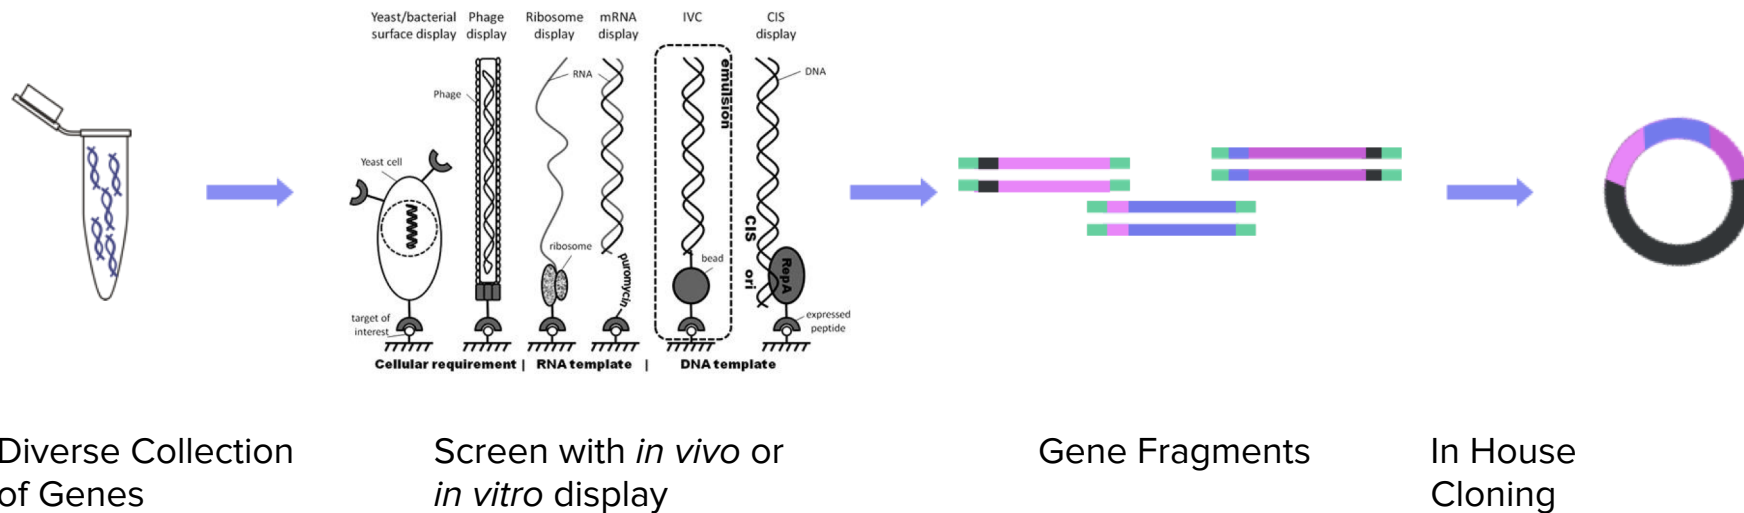 Yeast/bacterial
surface display
Phage
display
Ribosome
display
mRNA
display
IVC
CIS
display
RNA
DNA
emulsion
Phage
Yeast cell
CIS
ori
ribosome
puromycin
bead
RepA
target of
interest
expressed
peptide
Cellular requirement | RNA template | DNA template
Diverse Collection
of Genes
Screen with in vivo or
in vitro display
Gene Fragments
In House
Cloning